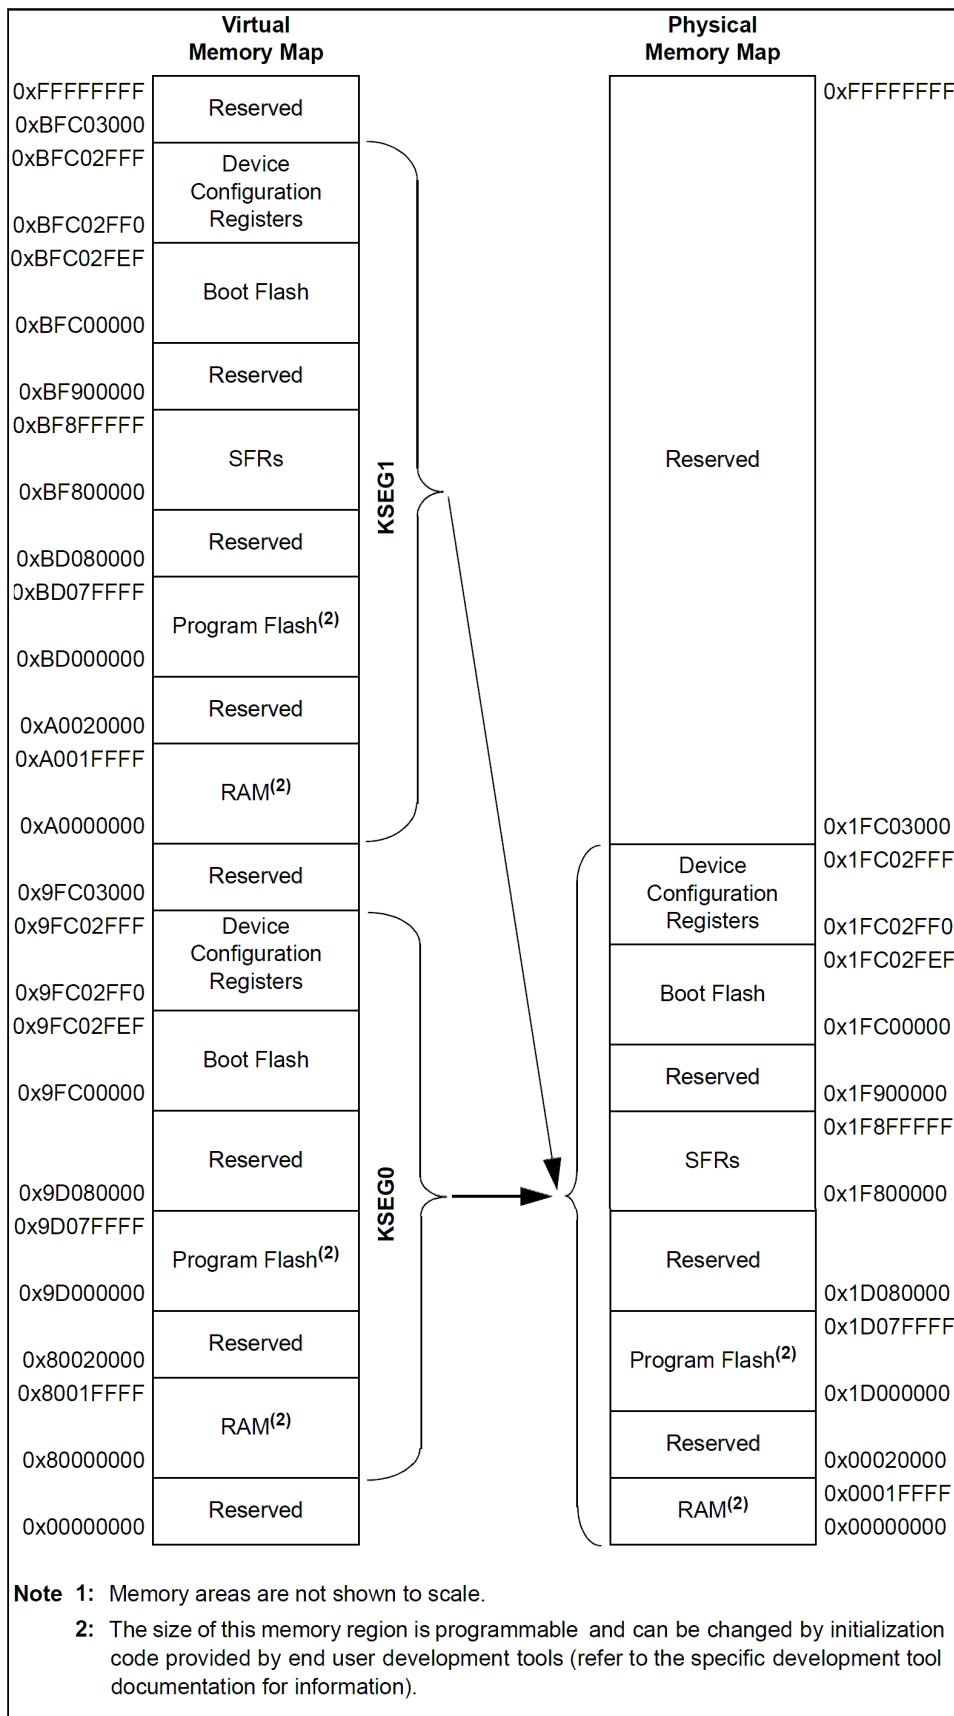 Virtual
Memory Map
Physical
Memory Map
0xFFFFFFFF
Reserved
0xBFC03000
0xBFC02FFF
Device
Configuration
Registers
0xBFC02FF0
0xBFC02FEF
Boot Flash
0xBFC00000
Reserved
0xBF900000
0xBF8FFFFF
SFRs
0xBF800000
Reserved
0xBD080000
0xBD07FFFF
Program Flash(2)
0xBD000000
Reserved
0xA0020000
0xA001FFFF
RAM(2)
0xA0000000
KSEG1
Reserved
0x9FC03000
0x9FC02FFF
Device
Configuration
Registers
0x9FC02FF0
0x9FC02FEF
Boot Flash
0x9FC00000
Reserved
0x9D080000
0x9D07FFFF
Program Flash(2)
0x9D000000
Reserved
0x80020000
0x8001FFFF
RAM(2)
0x80000000
KSEG0
Reserved
0x00000000
0xFFFFFFFF
Reserved
0x1FC03000
0x1FC02FFF
Device
Configuration
Registers
0x1FC02FF0
0x1FC02FEF
Boot Flash
0x1FC00000
Reserved
0x1F900000
0x1F8FFFFF
SFRs
0x1F800000
Reserved
0x1D080000
0x1D07FFFF
Program Flash(2)
0x1D000000
Reserved
0x00020000
0x0001FFFF
RAM(2)
0x00000000
Note 1: Memory areas are not shown to scale.
2: The size of this memory region is programmable and can be changed by initialization
code provided by end user development tools (refer to the specific development tool
documentation for information).